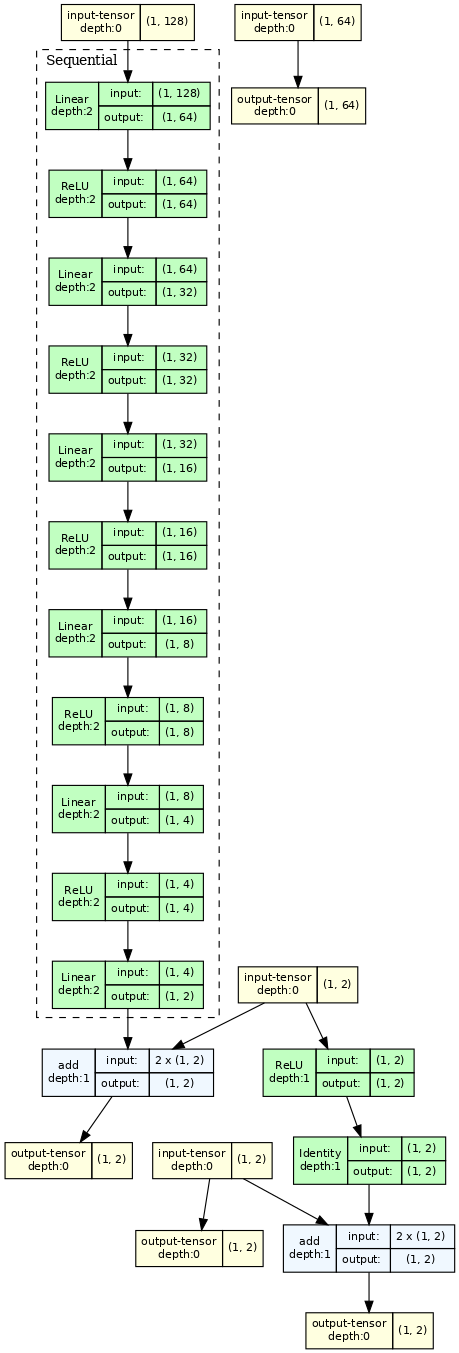 input-tensor
depth:0
(1, 128)
input-tensor
depth:0
(1, 64)
Sequential
Linear
depth:2
input:
(1, 128)
output:
(1, 64)
output-tensor
depth:0
(1, 64)
ReLU
depth:2
input:
(1, 64)
output:
(1, 64)
Linear
depth:2
input:
(1, 64)
output:
(1, 32)
ReLU
depth:2
input:
(1, 32)
output:
(1, 32)
Linear
depth:2
input:
(1, 32)
output:
(1, 16)
ReLU
depth:2
input:
(1, 16)
output:
(1, 16)
Linear
depth:2
input:
(1, 16)
output:
(1, 8)
ReLU
depth:2
input:
(1, 8)
output:
(1, 8)
Linear
depth:2
input:
(1, 8)
output:
(1, 4)
ReLU
depth:2
input:
(1, 4)
output:
(1, 4)
Linear
depth:2
input:
(1, 4)
output:
(1, 2)
input-tensor
depth:0
(1, 2)
add
depth:1
input:
2 x (1, 2)
output:
(1, 2)
ReLU
depth:1
input:
(1, 2)
output:
(1, 2)
output-tensor
depth:0
(1, 2)
input-tensor
depth:0
(1, 2)
Identity
depth:1
input:
(1, 2)
output:
(1, 2)
output-tensor
depth:0
(1, 2)
add
depth:1
input:
2 x (1, 2)
output:
(1, 2)
output-tensor
depth:0
(1, 2)